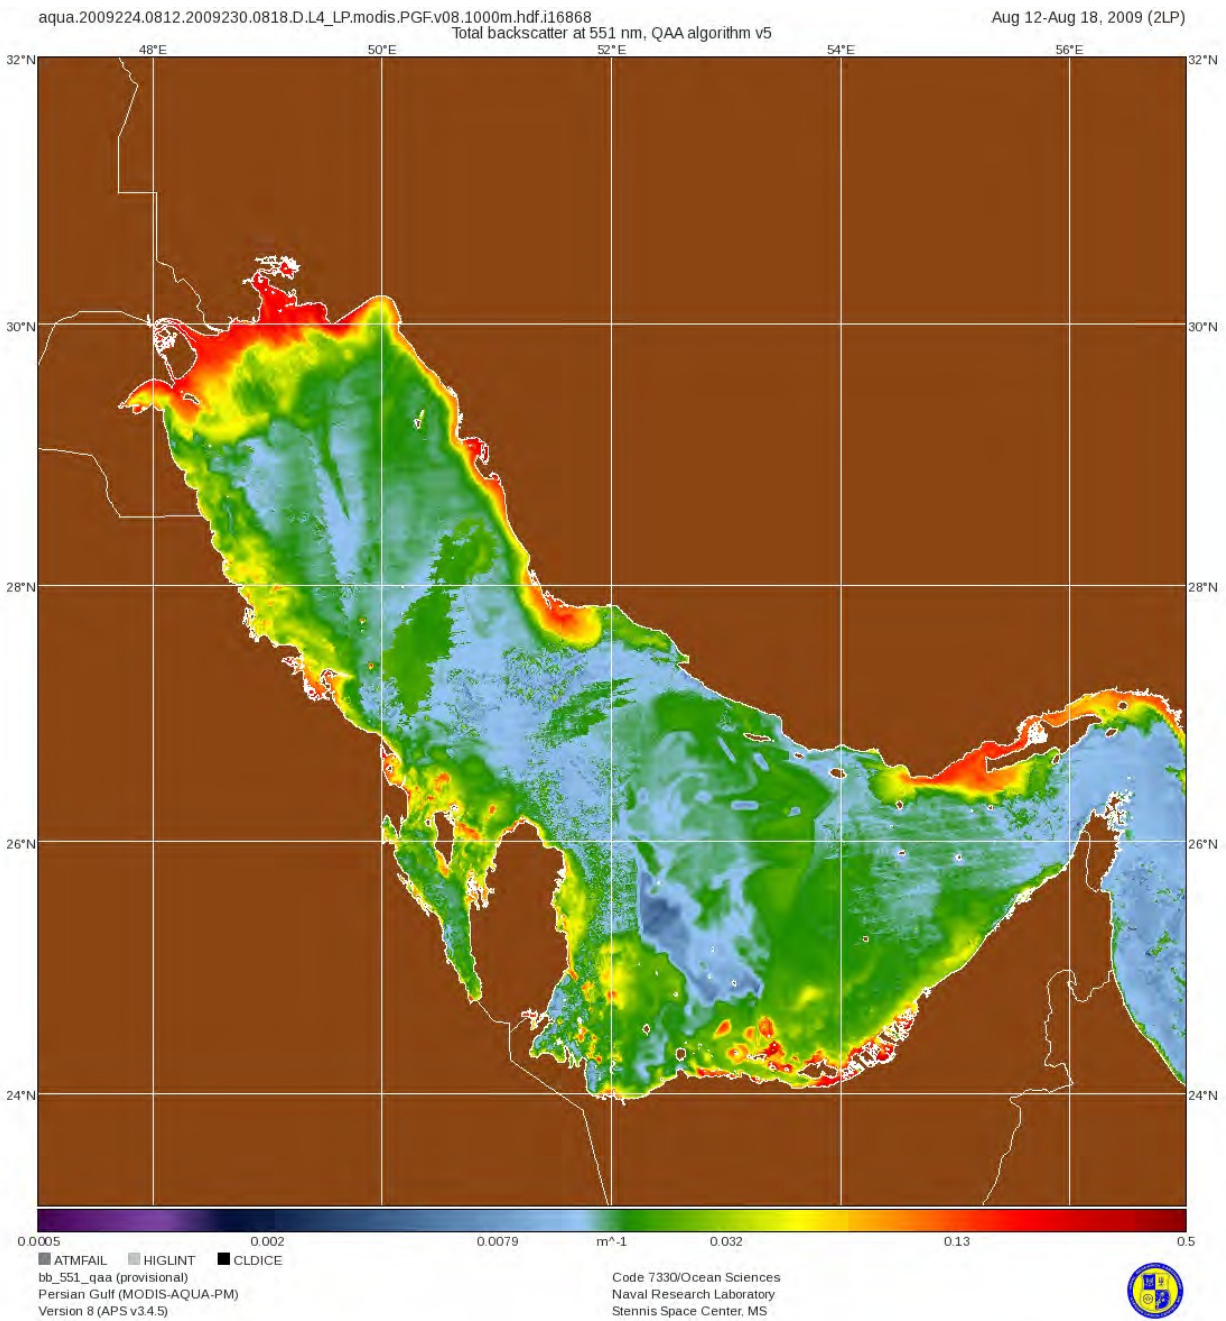 aqua.2009224.0812.2009230.0818.D.L4_LP.modis.PGF.v08.1000m.hdf.i16868 Aug 12-Aug 18, 2009 (2LP)
Total backscatter at 551 nm, QAA algorithm v5
48°E 50°E 52°E 54°E 56°E
32°N 32°N
30°N 30°N
28°N 28°N
26°N 26°N
24°N 24°N
0.0005 0.002 0.0079 m^-1 0.032 0.13 0.5
ATMFAIL HIGLINT CLDICE
bb_551_qaa (provisional)
Persian Gulf (MODIS-AQUA-PM)
Version 8 (APS v3.4.5)
Code 7330/Ocean Sciences
Naval Research Laboratory
Stennis Space Center, MS